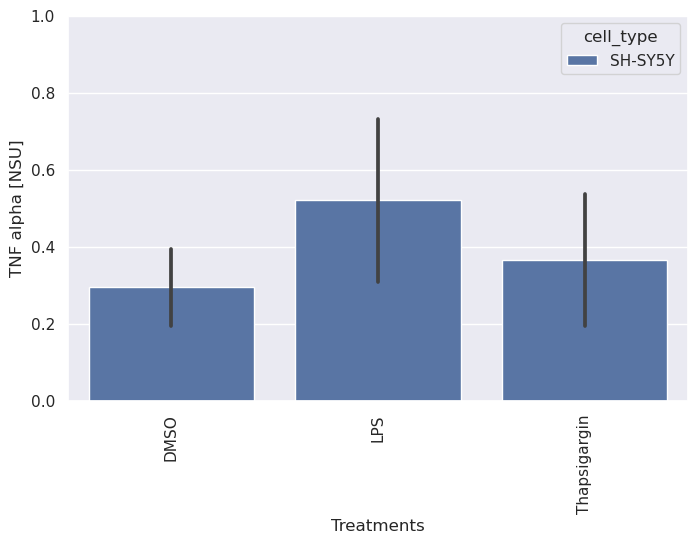 TNF alpha [NSU]
1.0
0.8
0.6
0.4
0.2
0.0
cell_type
SH-SY5Y
DMSO
LPS
Thapsigargin
Treatments